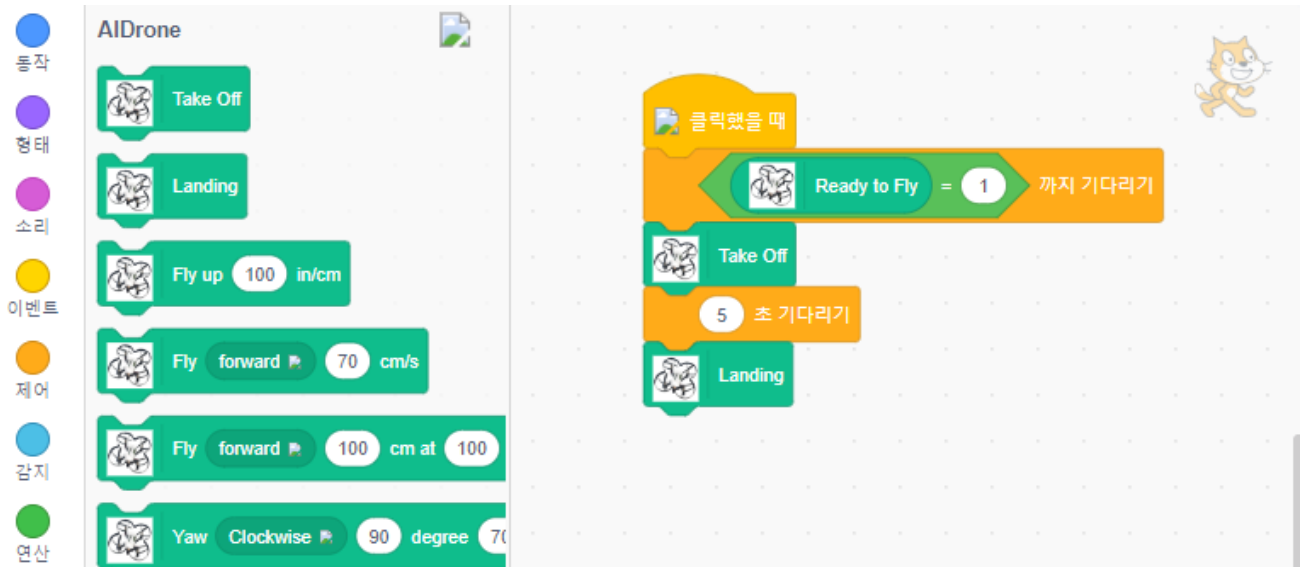 AIDrone
동작
형태
소리
이벤트
제어
감지
연산
Take Off
Landing
Fly up 100 in/cm
Fly forward 70 cm/s
Fly forward 100 cm at 100
Yaw Clockwise 90 degree
클릭했을 때
Ready to Fly = 1 까지 기다리기
Take Off
5 초 기다리기
Landing